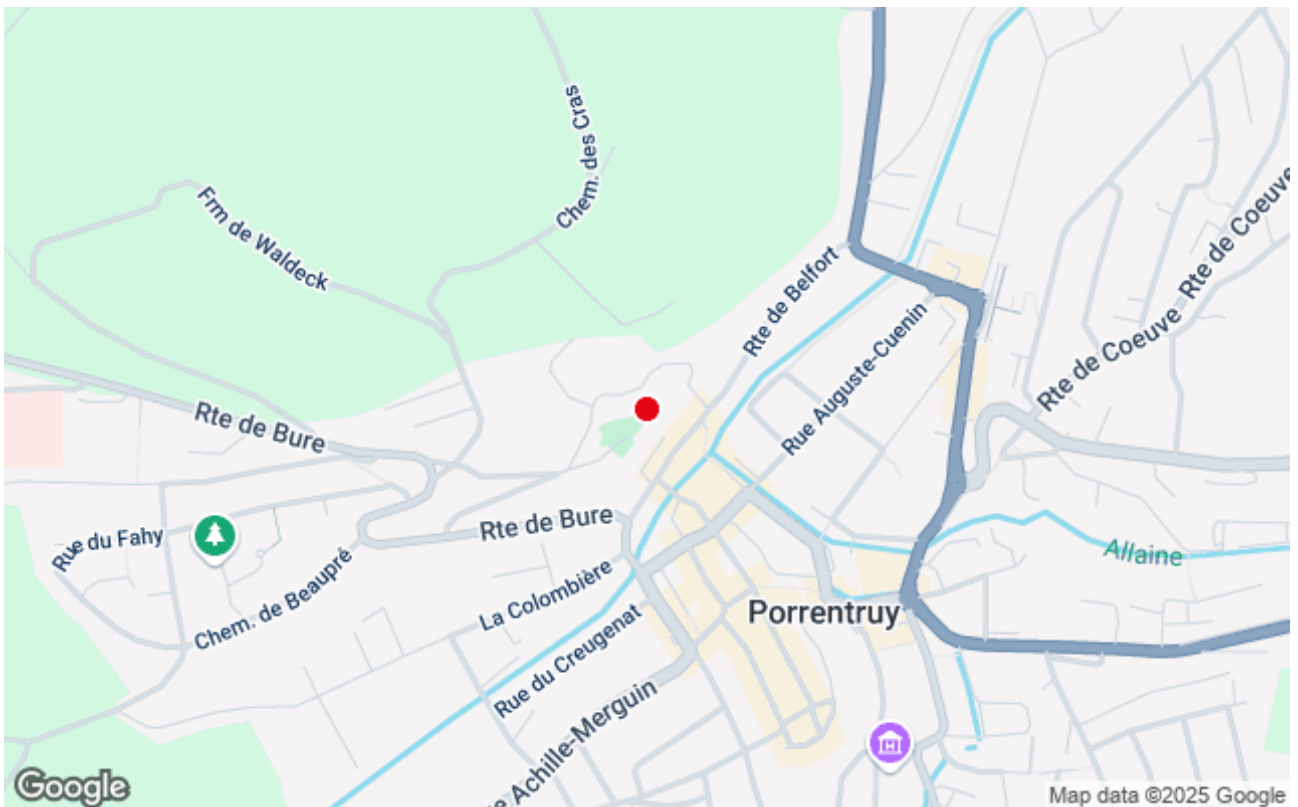 Chem. des Cras
Frm de Waldeck
Rte de Belfort
Rte de Coeuve
Rte de Coeuve
Rue Auguste-Cuenin
Rte de Bure
Rte de Bure
Rue du Fahy
Allaine
Chem. de Beaupré
La Colombière
Porrentruy
Rue du Creugenat
Achille-Merguin
H
Google
Map data ©2025 Google